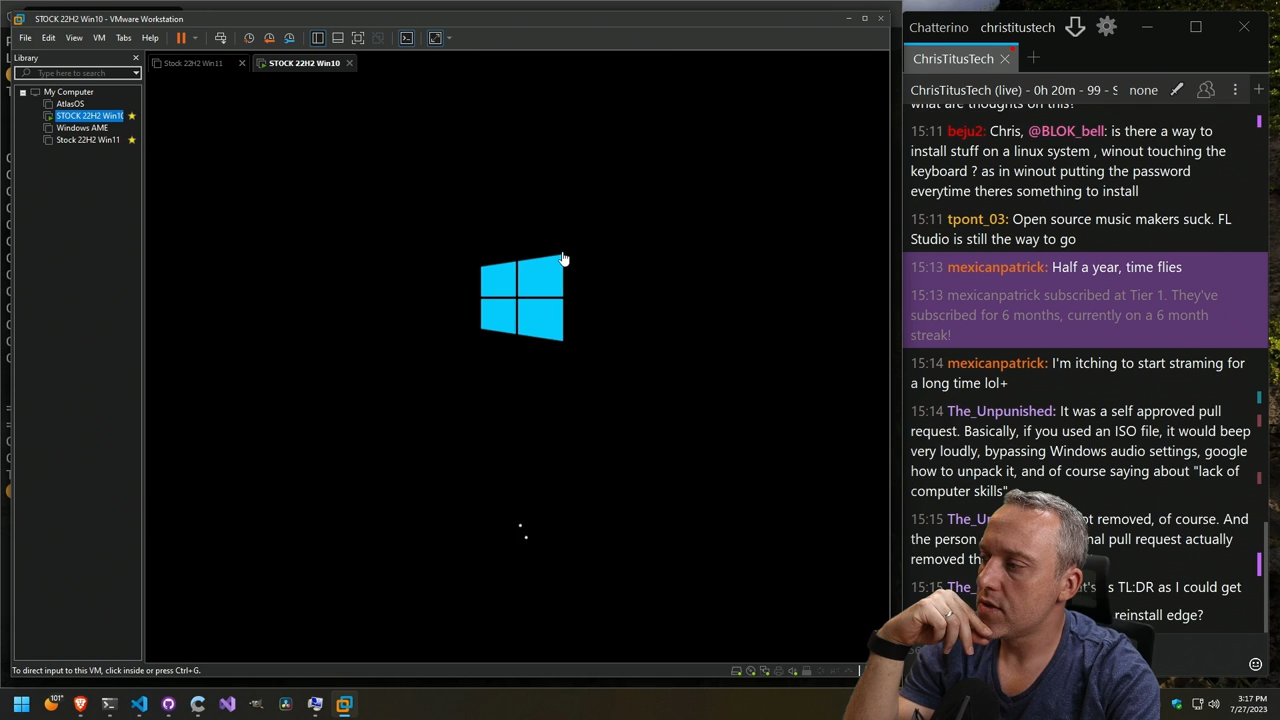 STOCK 22H2 Win10 - VMware Workstation
File Edit View VM Tabs Help
Library
Type here to search
My Computer
AtlasOS
STOCK 22H2 Win10
Windows AME
Stock 22H2 Win11
Stock 22H2 Win11
STOCK 22H2 Win10
To direct input to this VM, click inside or press Ctrl+G.
101°
Chatterino christitustech
ChrisTitusTech
ChrisTitusTech (live) - 0h 20m - 99 - S none
what are thoughts on this?
15:11 beju2: Chris, @BLOK_bell: is there a way to
install stuff on a linux system , winout touching the
keyboard ? as in winout putting the password
everytime theres something to install
15:11 tpont_03: Open source music makers suck. FL
Studio is still the way to go
15:13 mexicanpatrick: Half a year, time flies
15:13 mexicanpatrick subscribed at Tier 1. They've
subscribed for 6 months, currently on a 6 month
streak!
15:14 mexicanpatrick: I'm itching to start straming for
a long time lol+
15:14 The_Unpunished: It was a self approved pull
request. Basically, if you used an ISO file, it would beep
very loudly, bypassing Windows audio settings, google
how to unpack it, and of course saying about "lack of
computer skills"
15:15 The_Un ot removed, of course. And
the person nal pull request actually
removed th
15:15 The_ s TL:DR as I could get
reinstall edge?
3:17 PM
7/27/2023